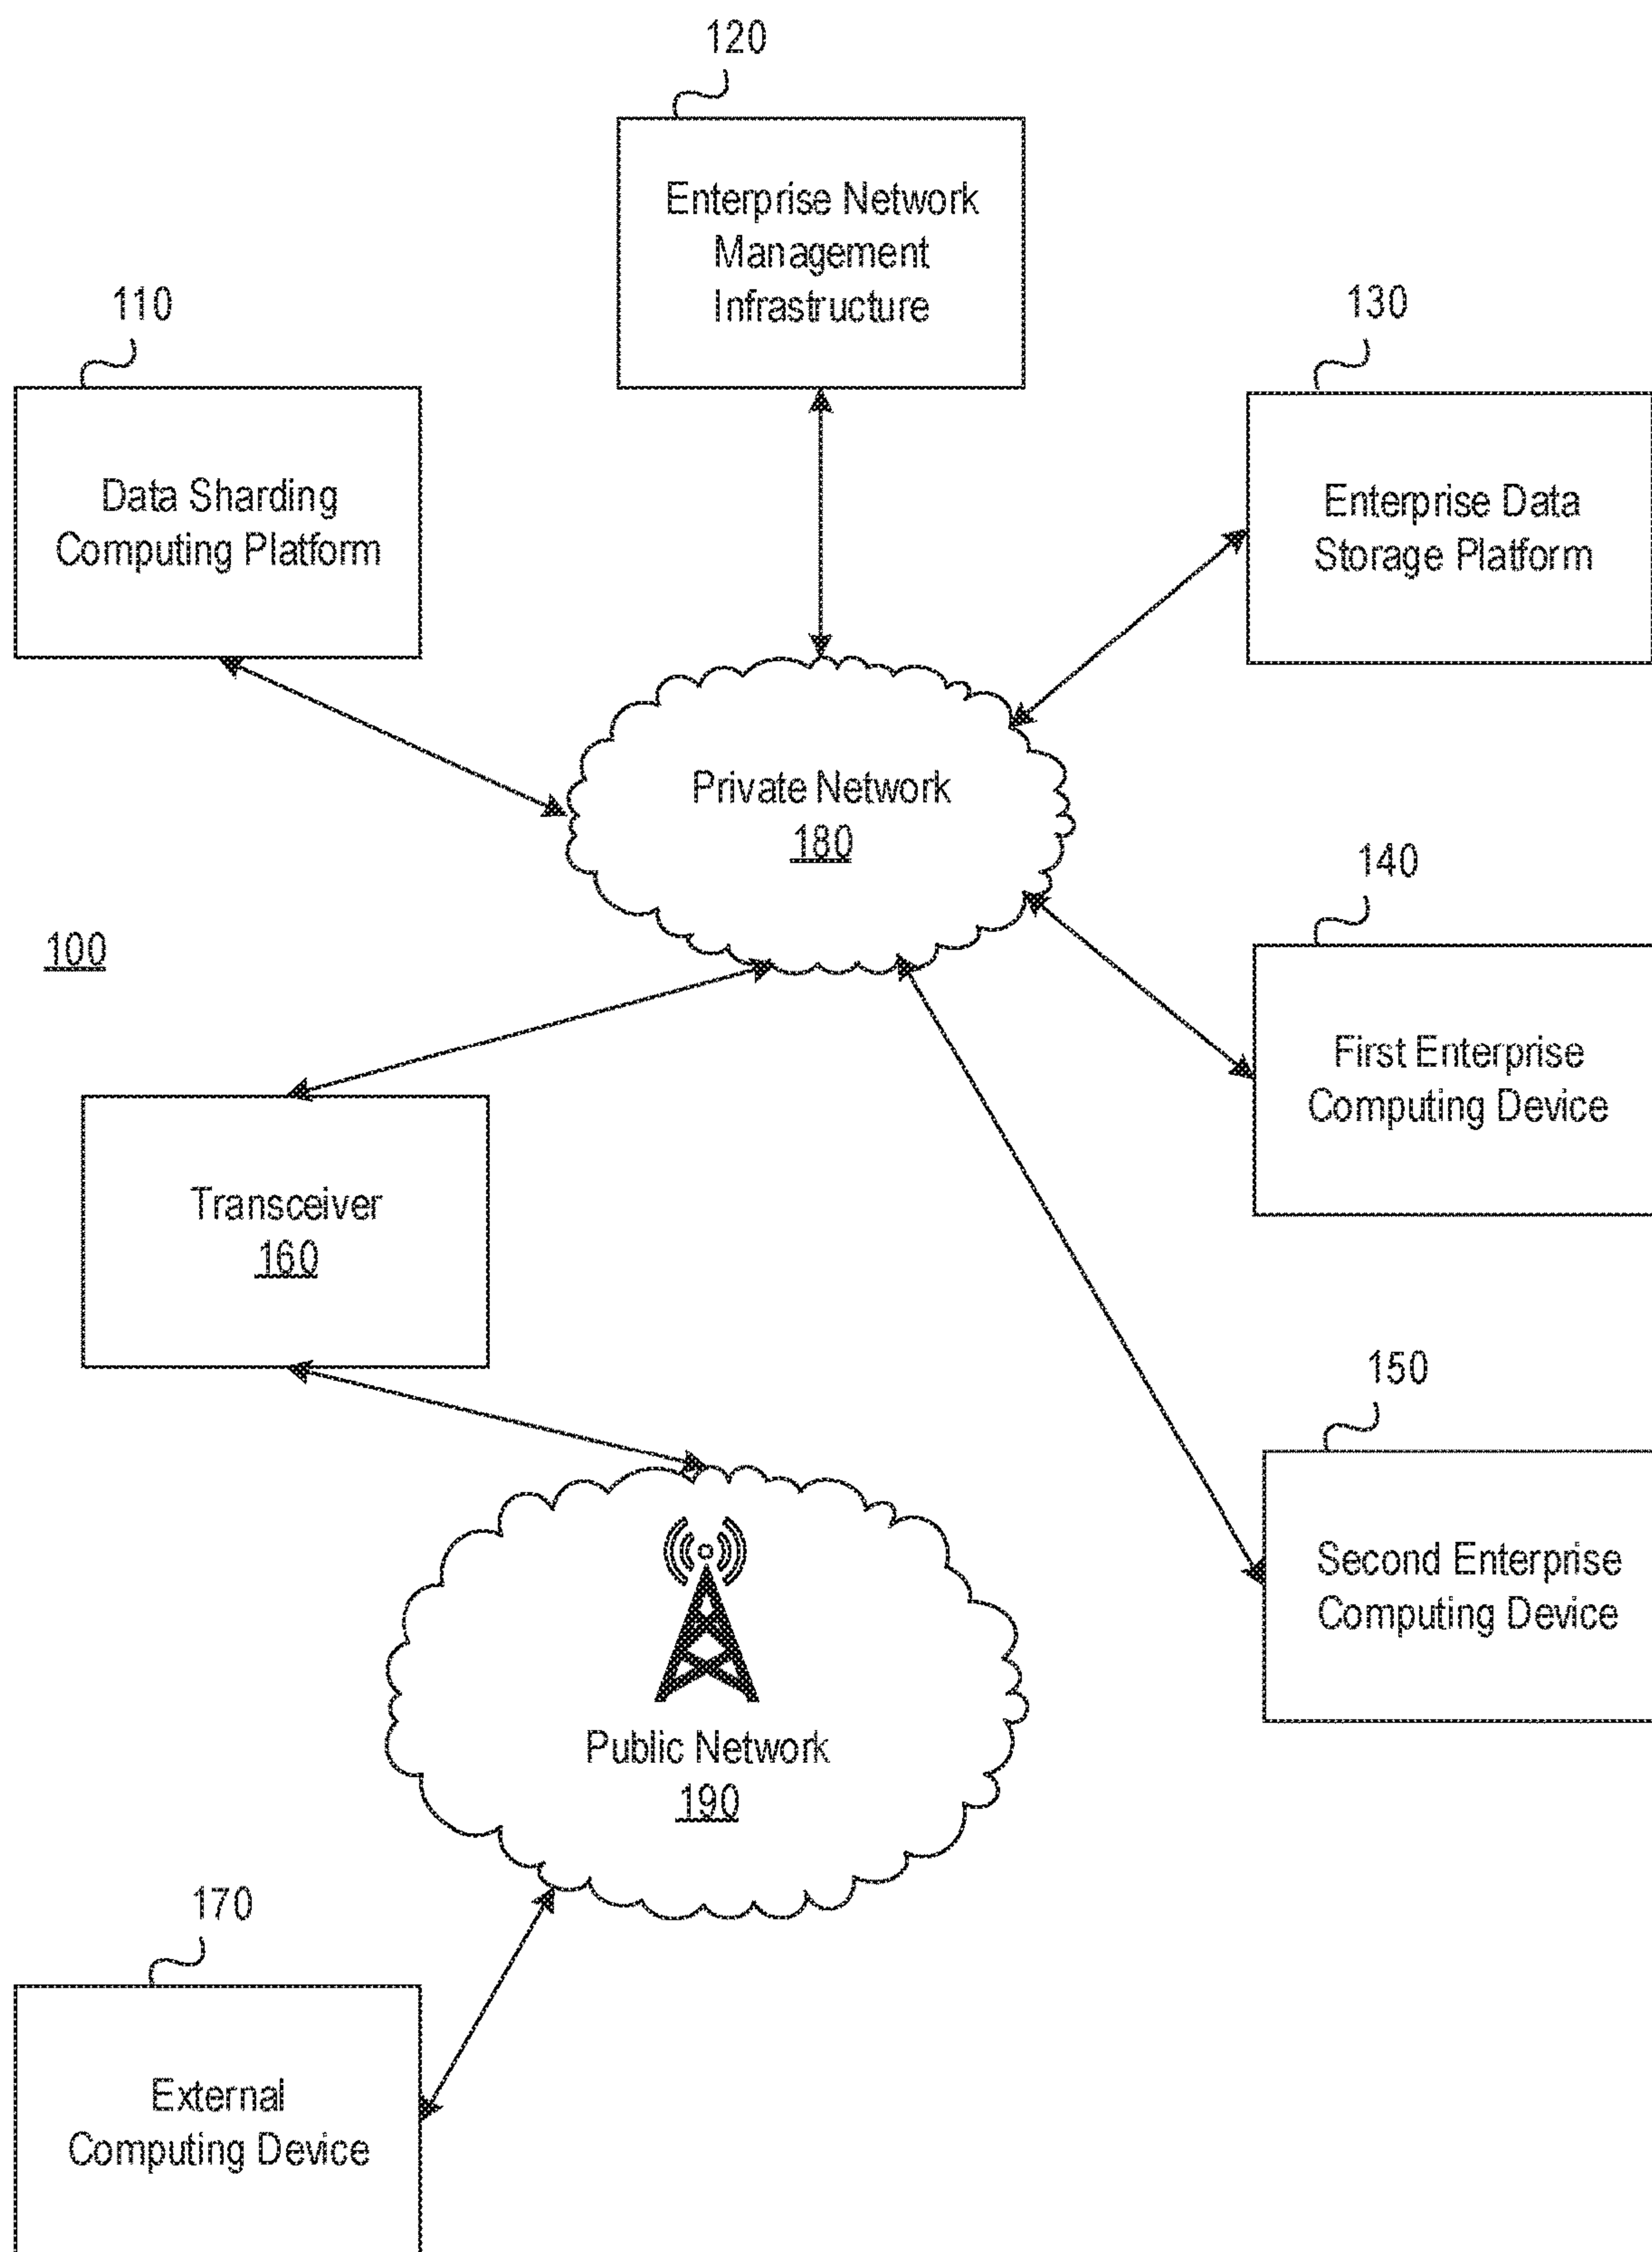 120
Enterprise Network
Management
Infrastructure
110
Data Sharding
Computing Platform
130
Enterprise Data
Storage Platform
Private Network
180
140
First Enterprise
Computing Device
100
Transceiver
160
150
Second Enterprise
Computing Device
Public Network
190
170
External
Computing Device